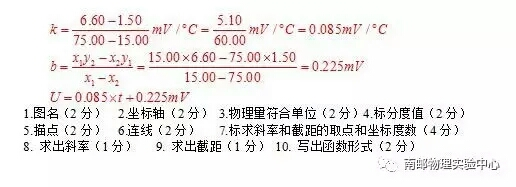 k = (6.60 − 1.50)/(75.00 − 15.00) mV/°C = 5.10/60.00 mV/°C = 0.085mV/°C
b = (x₁y₂ − x₂y₁)/(x₁ − x₂) = (15.00×6.60−75.00×1.50)/(15.00−75.00) = 0.225mV
U = 0.085×t + 0.225mV
1.图名（2 分） 2.坐标轴（2 分） 3.物理量符合单位（2 分）4.标分度值（2 分）
5.描点（2 分） 6.连线（2 分） 7.标求斜率和截距的取点和坐标度数（4 分）
8. 求出斜率（1 分） 9. 求出截距（1 分） 10. 写出函数形式（2 分）
南邮物理实验中心